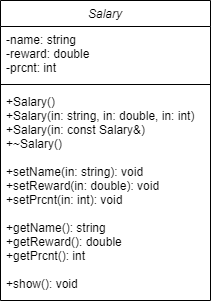 Salary
-name: string
-reward: double
-prcnt: int
+Salary()
+Salary(in: string, in: double, in: int)
+Salary(in: const Salary&)
+~Salary()
+setName(in: string): void
+setReward(in: double): void
+setPrcnt(in: int): void
+getName(): string
+getReward(): double
+getPrcnt(): int
+show(): void